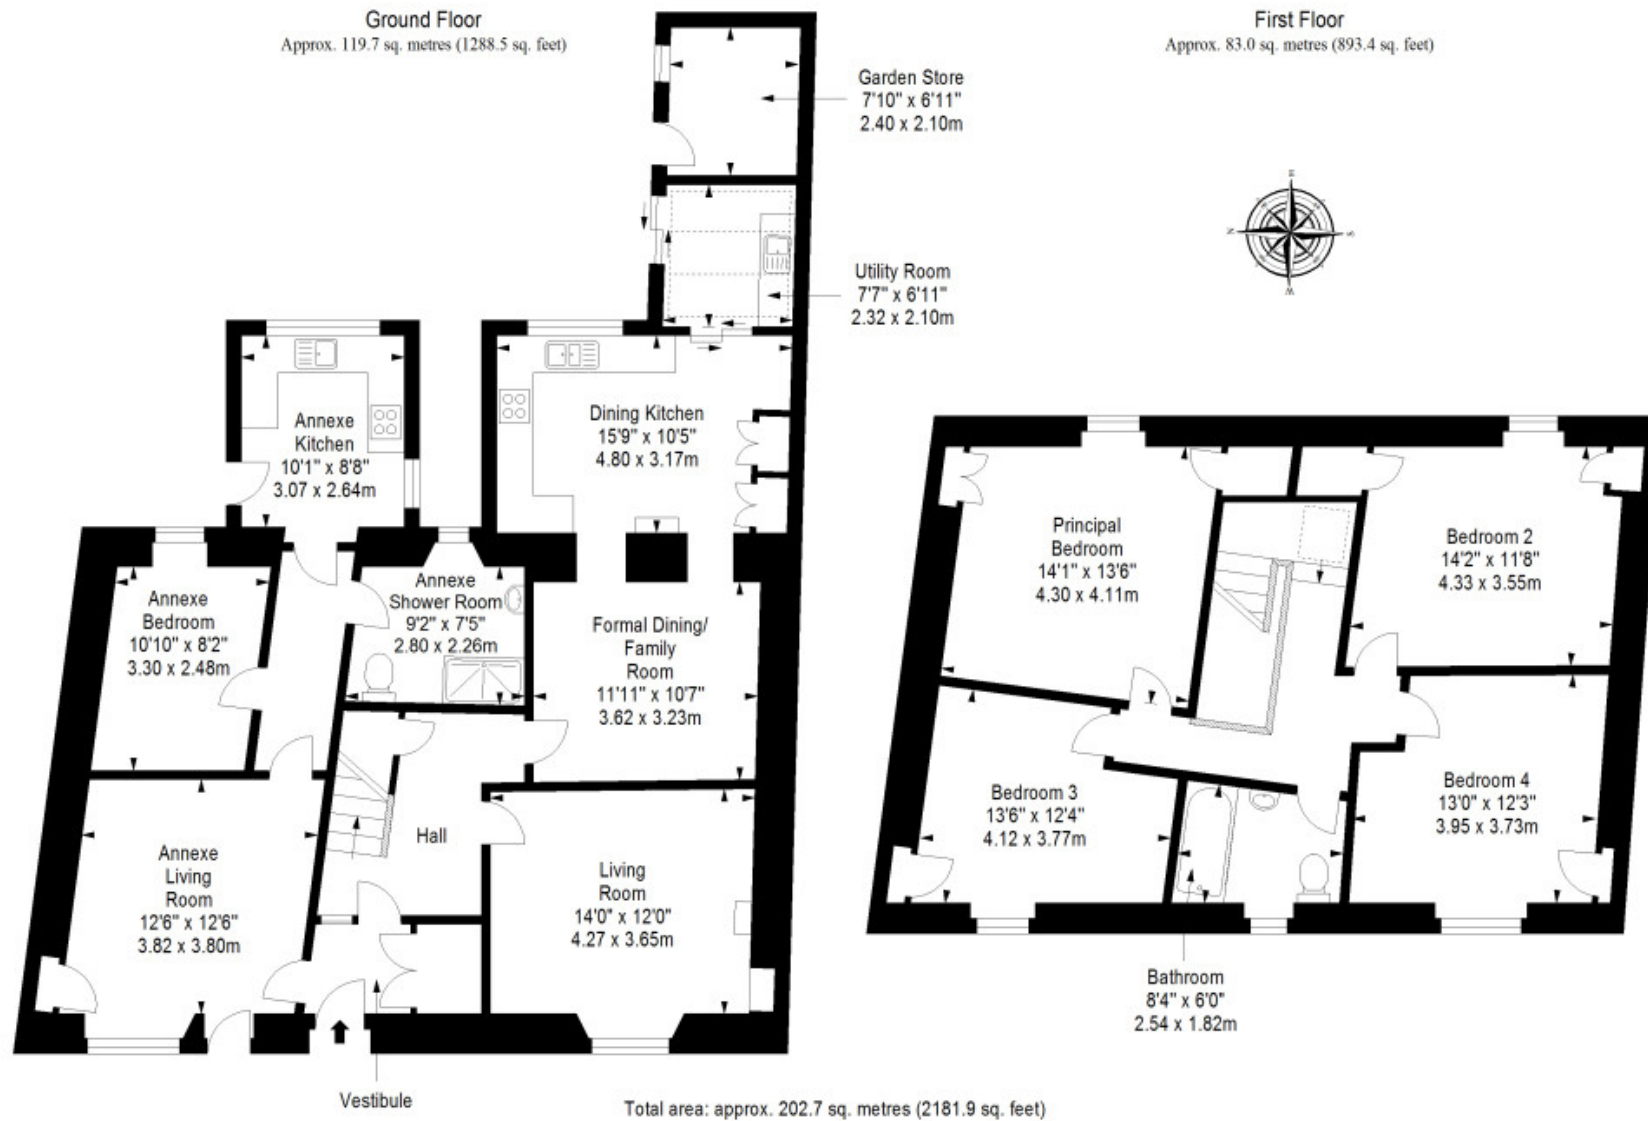 Ground Floor
Approx. 119.7 sq. metres (1288.5 sq. feet)
First Floor
Approx. 83.0 sq. metres (893.4 sq. feet)
Garden Store
7'10" x 6'11"
2.40 x 2.10m
Utility Room
7'7" x 6'11"
2.32 x 2.10m
Annexe
Kitchen
10'1" x 8'8"
3.07 x 2.64m
Dining Kitchen
15'9" x 10'5"
4.80 x 3.17m
Annexe
Bedroom
10'10" x 8'2"
3.30 x 2.48m
Annexe
Shower Room
9'2" x 7'5"
2.80 x 2.26m
Formal Dining/
Family
Room
11'11" x 10'7"
3.62 x 3.23m
Hall
Annexe
Living
Room
12'6" x 12'6"
3.82 x 3.80m
Living
Room
14'0" x 12'0"
4.27 x 3.65m
Vestibule
Principal
Bedroom
14'1" x 13'6"
4.30 x 4.11m
Bedroom 2
14'2" x 11'8"
4.33 x 3.55m
Bedroom 3
13'6" x 12'4"
4.12 x 3.77m
Bedroom 4
13'0" x 12'3"
3.95 x 3.73m
Bathroom
8'4" x 6'0"
2.54 x 1.82m
N
E
S
W
Total area: approx. 202.7 sq. metres (2181.9 sq. feet)